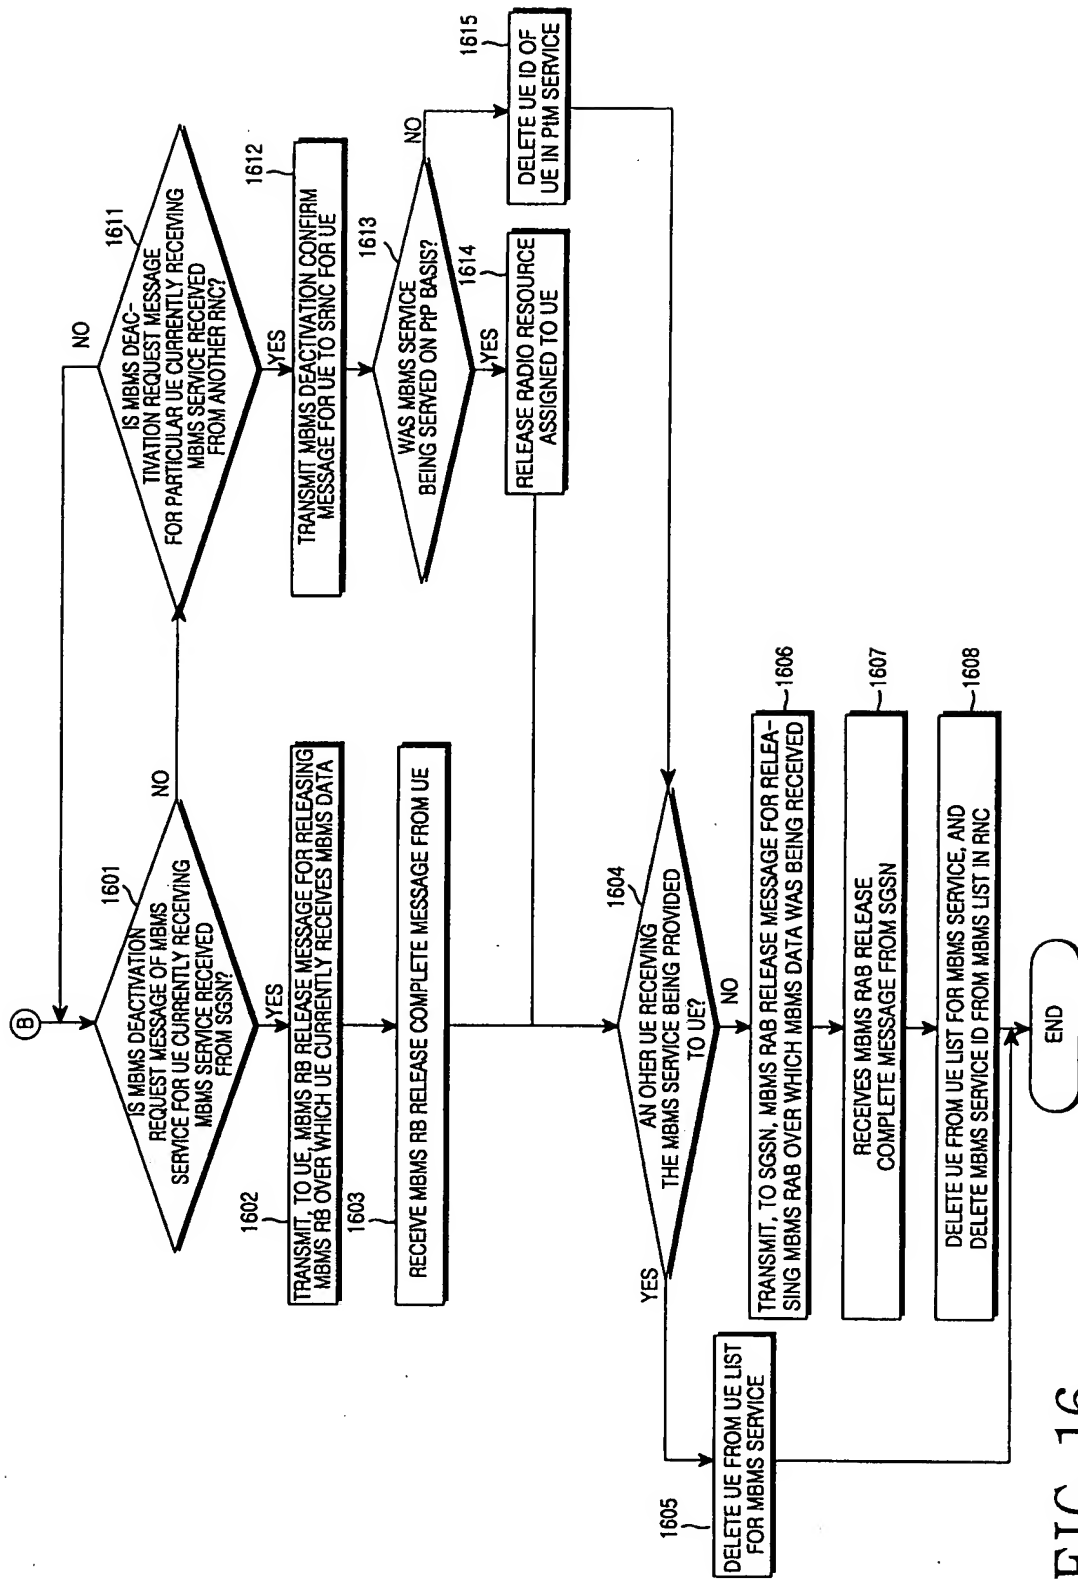 B
IS MBMS DEACTIVATION
REQUEST MESSAGE OF MBMS
SERVICE FOR UE CURRENTLY RECEIVING
MBMS SERVICE RECEIVED
FROM SGSN?
1601
NO
YES
IS MBMS DEAC-
TIVATION REQUEST MESSAGE
FOR PARTICULAR UE CURRENTLY RECEIVING
MBMS SERVICE RECEIVED
FROM ANOTHER RNC?
1611
NO
YES
TRANSMIT, TO UE, MBMS RB RELEASE MESSAGE FOR RELEASING
MBMS RB OVER WHICH UE CURRENTLY RECEIVES MBMS DATA
1602
RECEIVE MBMS RB RELEASE COMPLETE MESSAGE FROM UE
1603
TRANSMIT MBMS DEACTIVATION CONFIRM
MESSAGE FOR UE TO SRNC FOR UE
1612
WAS MBMS SERVICE
BEING SERVED ON PtP BASIS?
1613
NO
YES
RELEASE RADIO RESOURCE
ASSIGNED TO UE
1614
DELETE UE ID OF
UE IN PtM SERVICE
1615
AN OHER UE RECEIVING
THE MBMS SERVICE BEING PROVIDED
TO UE?
1604
YES
NO
DELETE UE FROM UE LIST
FOR MBMS SERVICE
1605
TRANSMIT, TO SGSN, MBMS RAB RELEASE MESSAGE FOR RELEA-
SING MBMS RAB OVER WHICH MBMS DATA WAS BEING RECEIVED
1606
RECEIVES MBMS RAB RELEASE
COMPLETE MESSAGE FROM SGSN
1607
DELETE UE FROM UE LIST FOR MBMS SERVICE, AND
DELETE MBMS SERVICE ID FROM MBMS LIST IN RNC
1608
END
FIG. 16